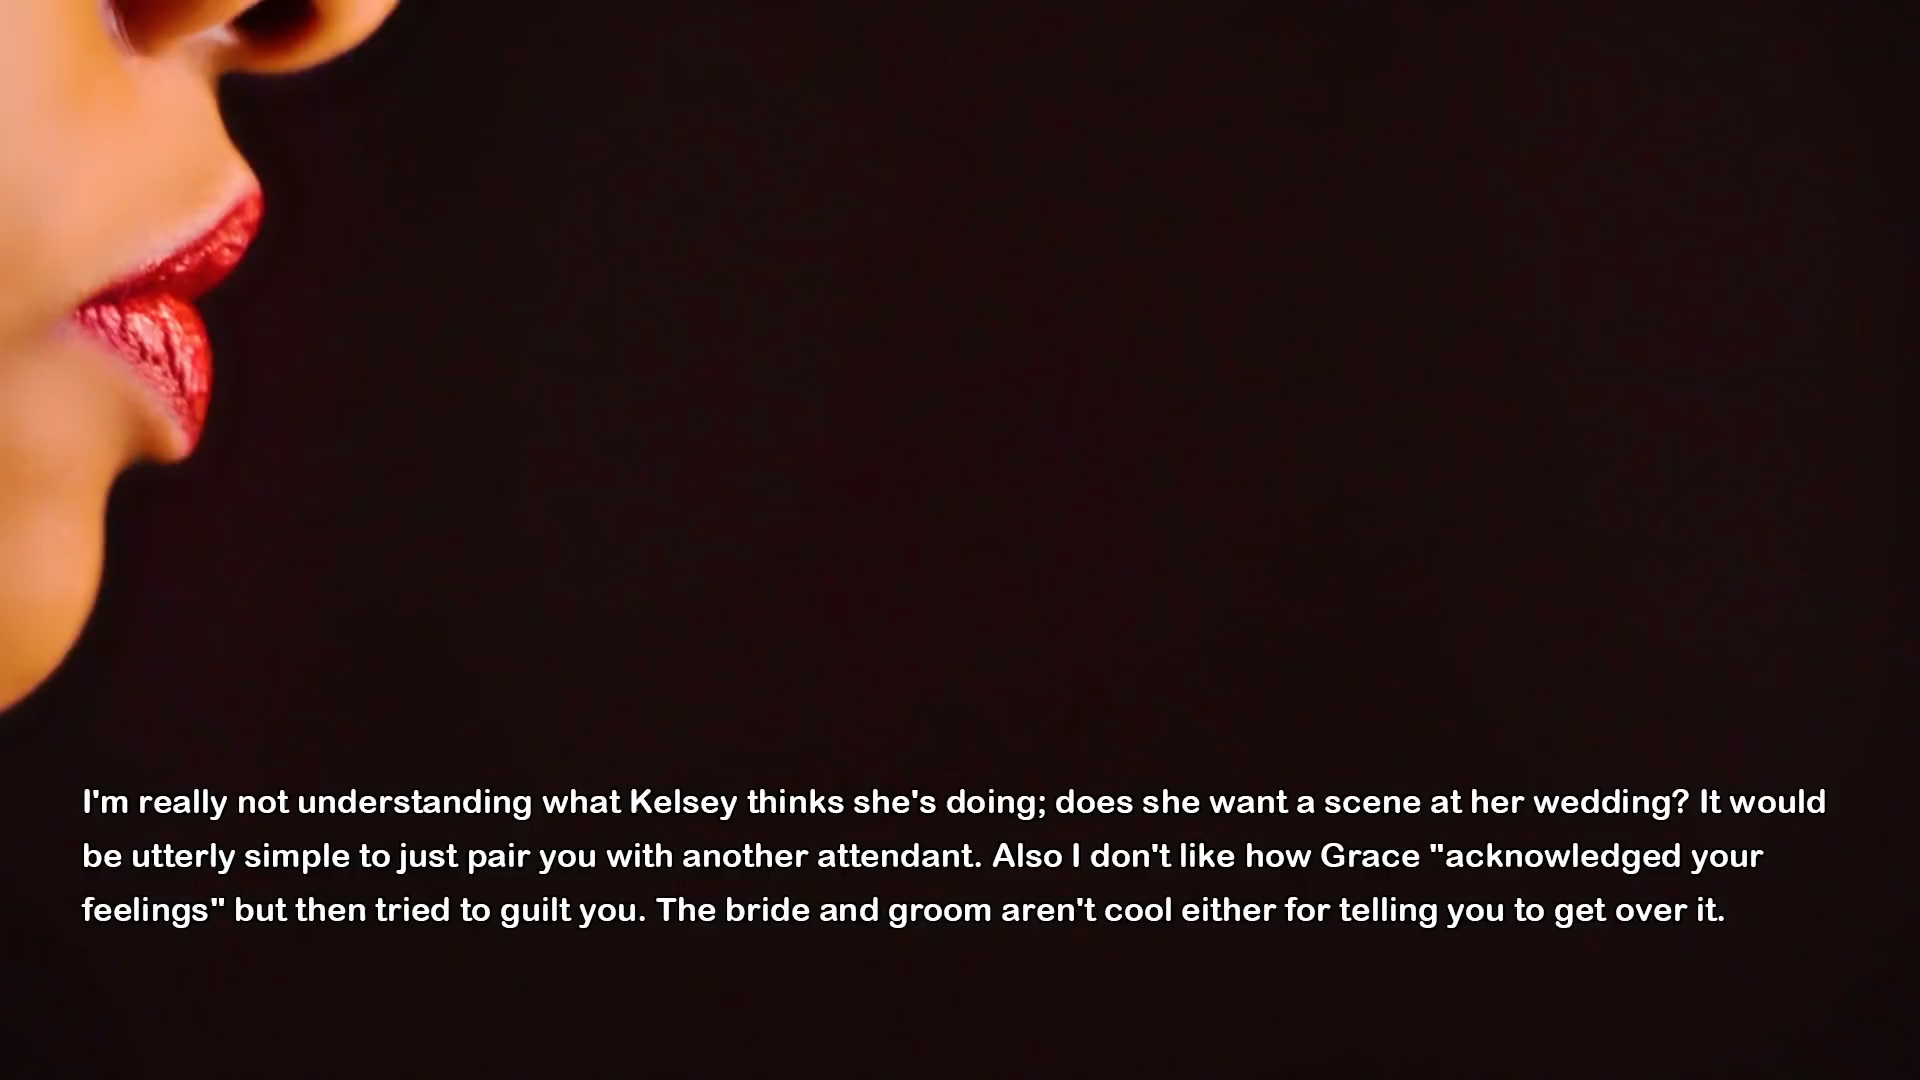 I'm really not understanding what Kelsey thinks she's doing; does she want a scene at her wedding? It would
be utterly simple to just pair you with another attendant. Also I don't like how Grace "acknowledged your
feelings" but then tried to guilt you. The bride and groom aren't cool either for telling you to get over it.